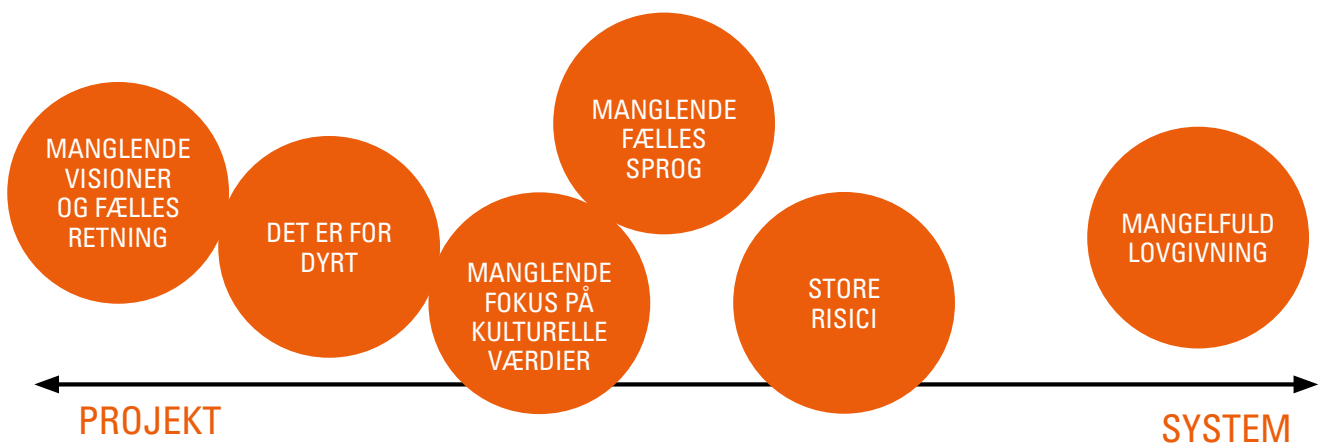 MANGLENDE
VISIONER
OG FÆLLES
RETNING
DET ER FOR
DYRT
MANGLENDE
FOKUS PÅ
KULTURELLE
VÆRDIER
MANGLENDE
FÆLLES
SPROG
STORE
RISICI
MANGELFULD
LOVGIVNING
PROJEKT
SYSTEM